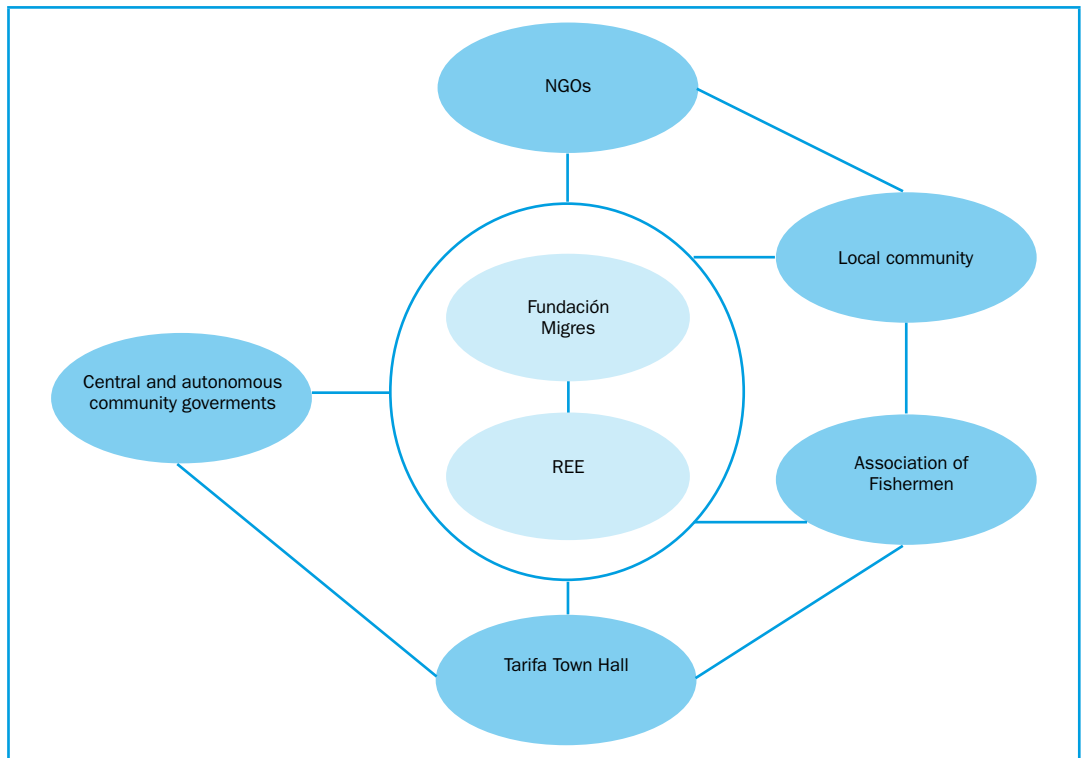 NGOs
Local community
Fundación
Migres
Central and autonomous
community goverments
REE
Association of
Fishermen
Tarifa Town Hall